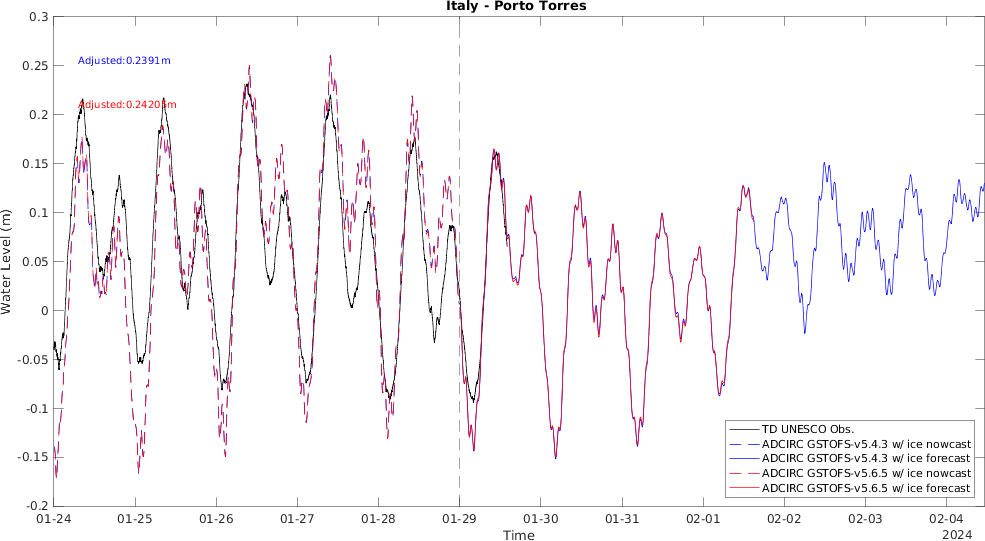 Italy - Porto Torres
Water Level (m)
0.3
0.25
0.2
0.15
0.1
0.05
0
-0.05
-0.1
-0.15
-0.2
Adjusted:0.2391m
Adjusted:0.24205m
TD UNESCO Obs.
ADCIRC GSTOFS-v5.4.3 w/ ice nowcast
ADCIRC GSTOFS-v5.4.3 w/ ice forecast
ADCIRC GSTOFS-v5.6.5 w/ ice nowcast
ADCIRC GSTOFS-v5.6.5 w/ ice forecast
01-24 01-25 01-26 01-27 01-28 01-29 01-30 01-31 02-01 02-02 02-03 02-04
Time
2024